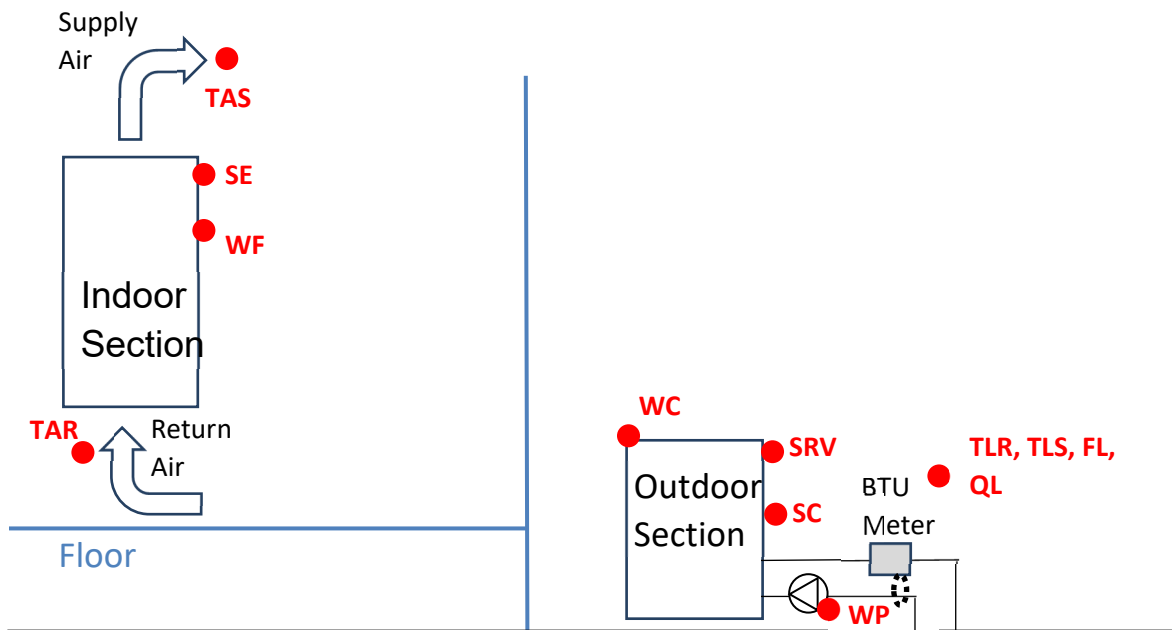 Supply
Air
TAS
SE
WF
Indoor
Section
TAR
Return
Air
Floor
WC
SRV
Outdoor
Section
SC
BTU
Meter
TLR, TLS, FL,
QL
WP